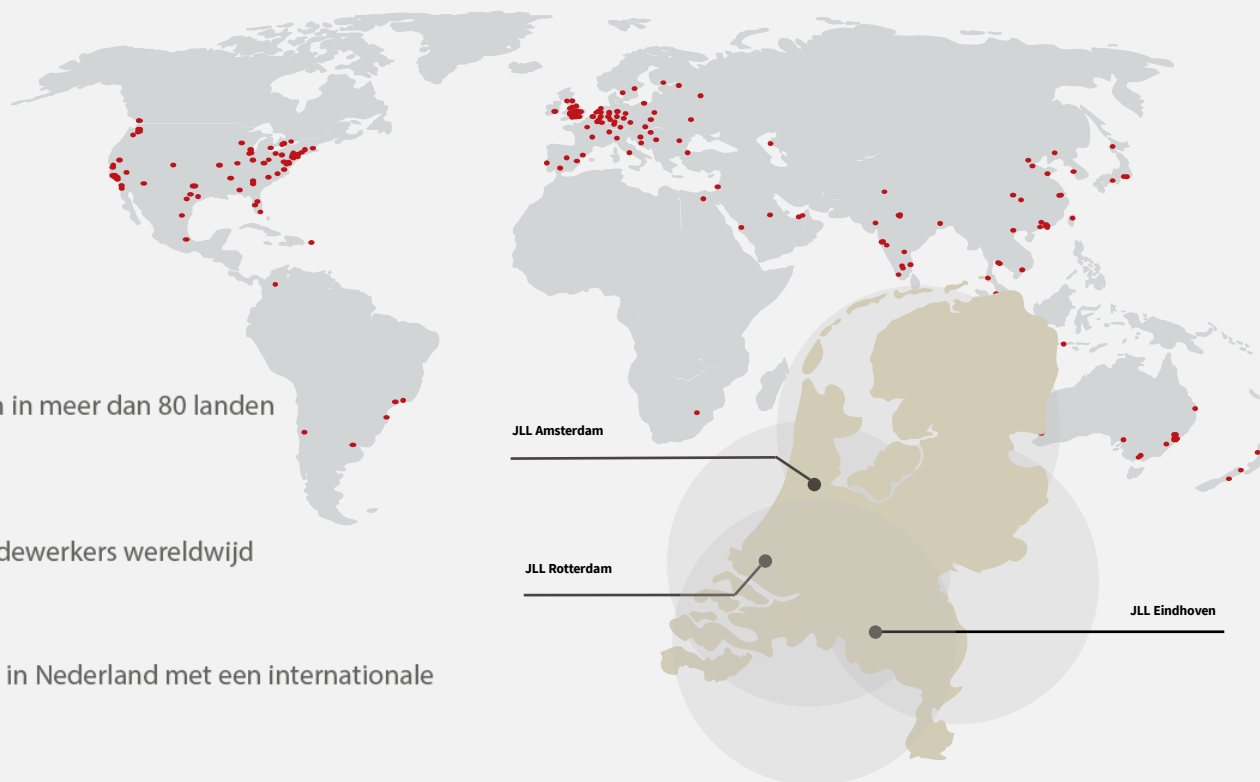 n in meer dan 80 landen
JLL Amsterdam
dewerkers wereldwijd
JLL Rotterdam
JLL Eindhoven
in Nederland met een internationale